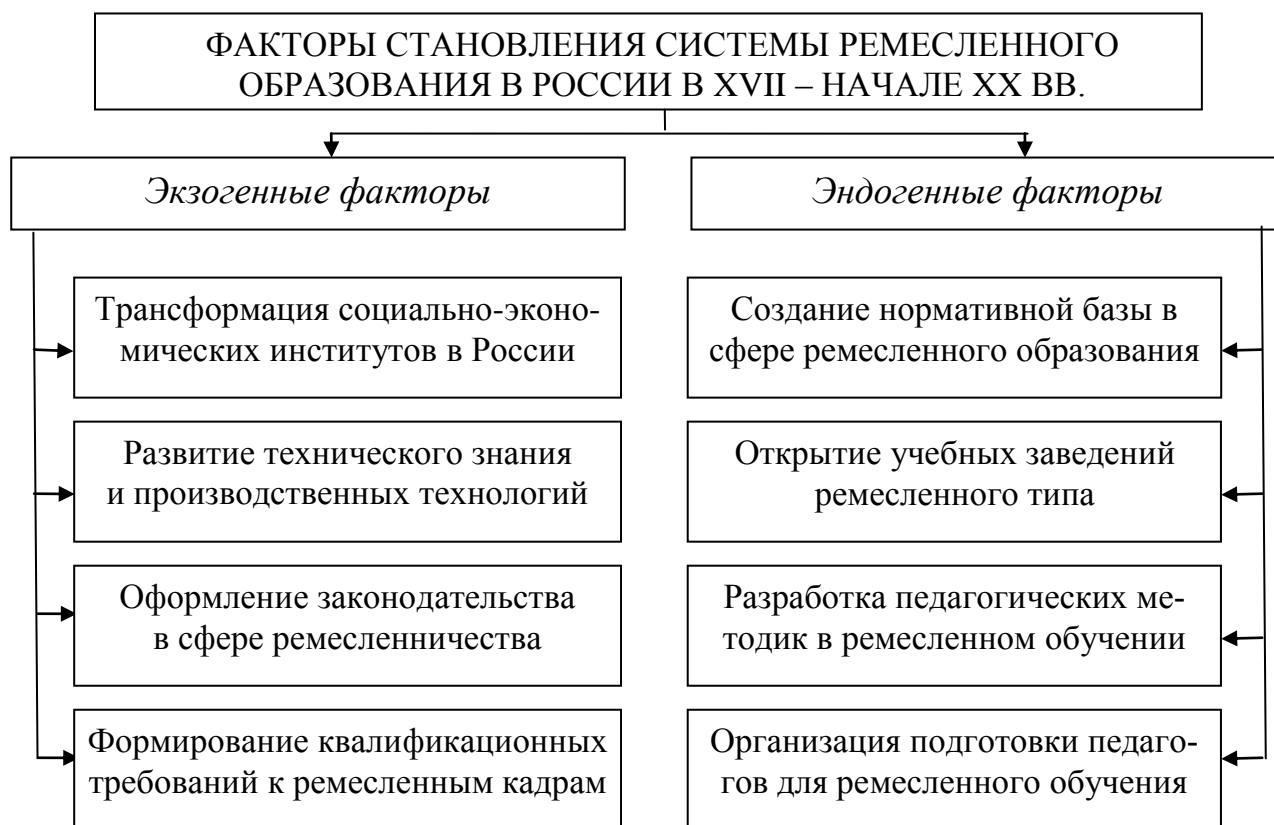 ФАКТОРЫ СТАНОВЛЕНИЯ СИСТЕМЫ РЕМЕСЛЕННОГО
ОБРАЗОВАНИЯ В РОССИИ В XVII – НАЧАЛЕ XX ВВ.
Экзогенные факторы
Трансформация социально-эконо-
мических институтов в России
Развитие технического знания
и производственных технологий
Оформление законодательства
в сфере ремесленничества
Формирование квалификационных
требований к ремесленным кадрам
Эндогенные факторы
Создание нормативной базы в
сфере ремесленного образования
Открытие учебных заведений
ремесленного типа
Разработка педагогических ме-
тодик в ремесленном обучении
Организация подготовки педаго-
гов для ремесленного обучения